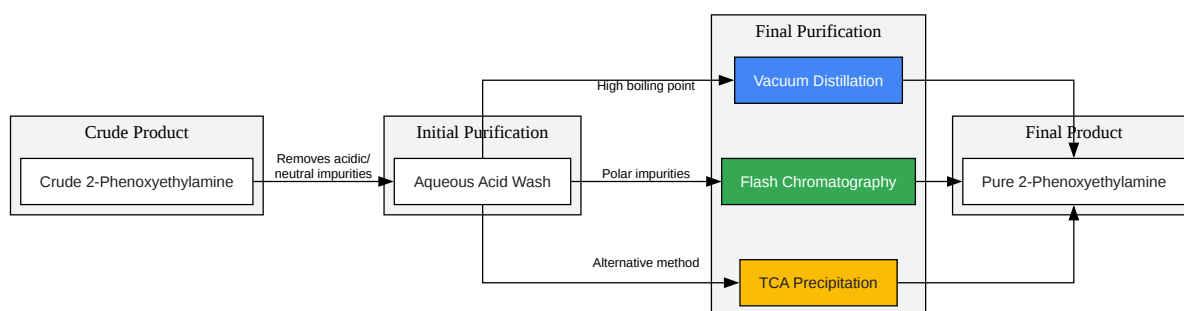 Final Purification
Vacuum Distillation
High boiling point
Crude Product
Initial Purification
Final Product
Removes acidic/
neutral impurities
Crude 2-Phenoxyethylamine
Aqueous Acid Wash
Polar impurities
Flash Chromatography
Pure 2-Phenoxyethylamine
Alternative method
TCA Precipitation